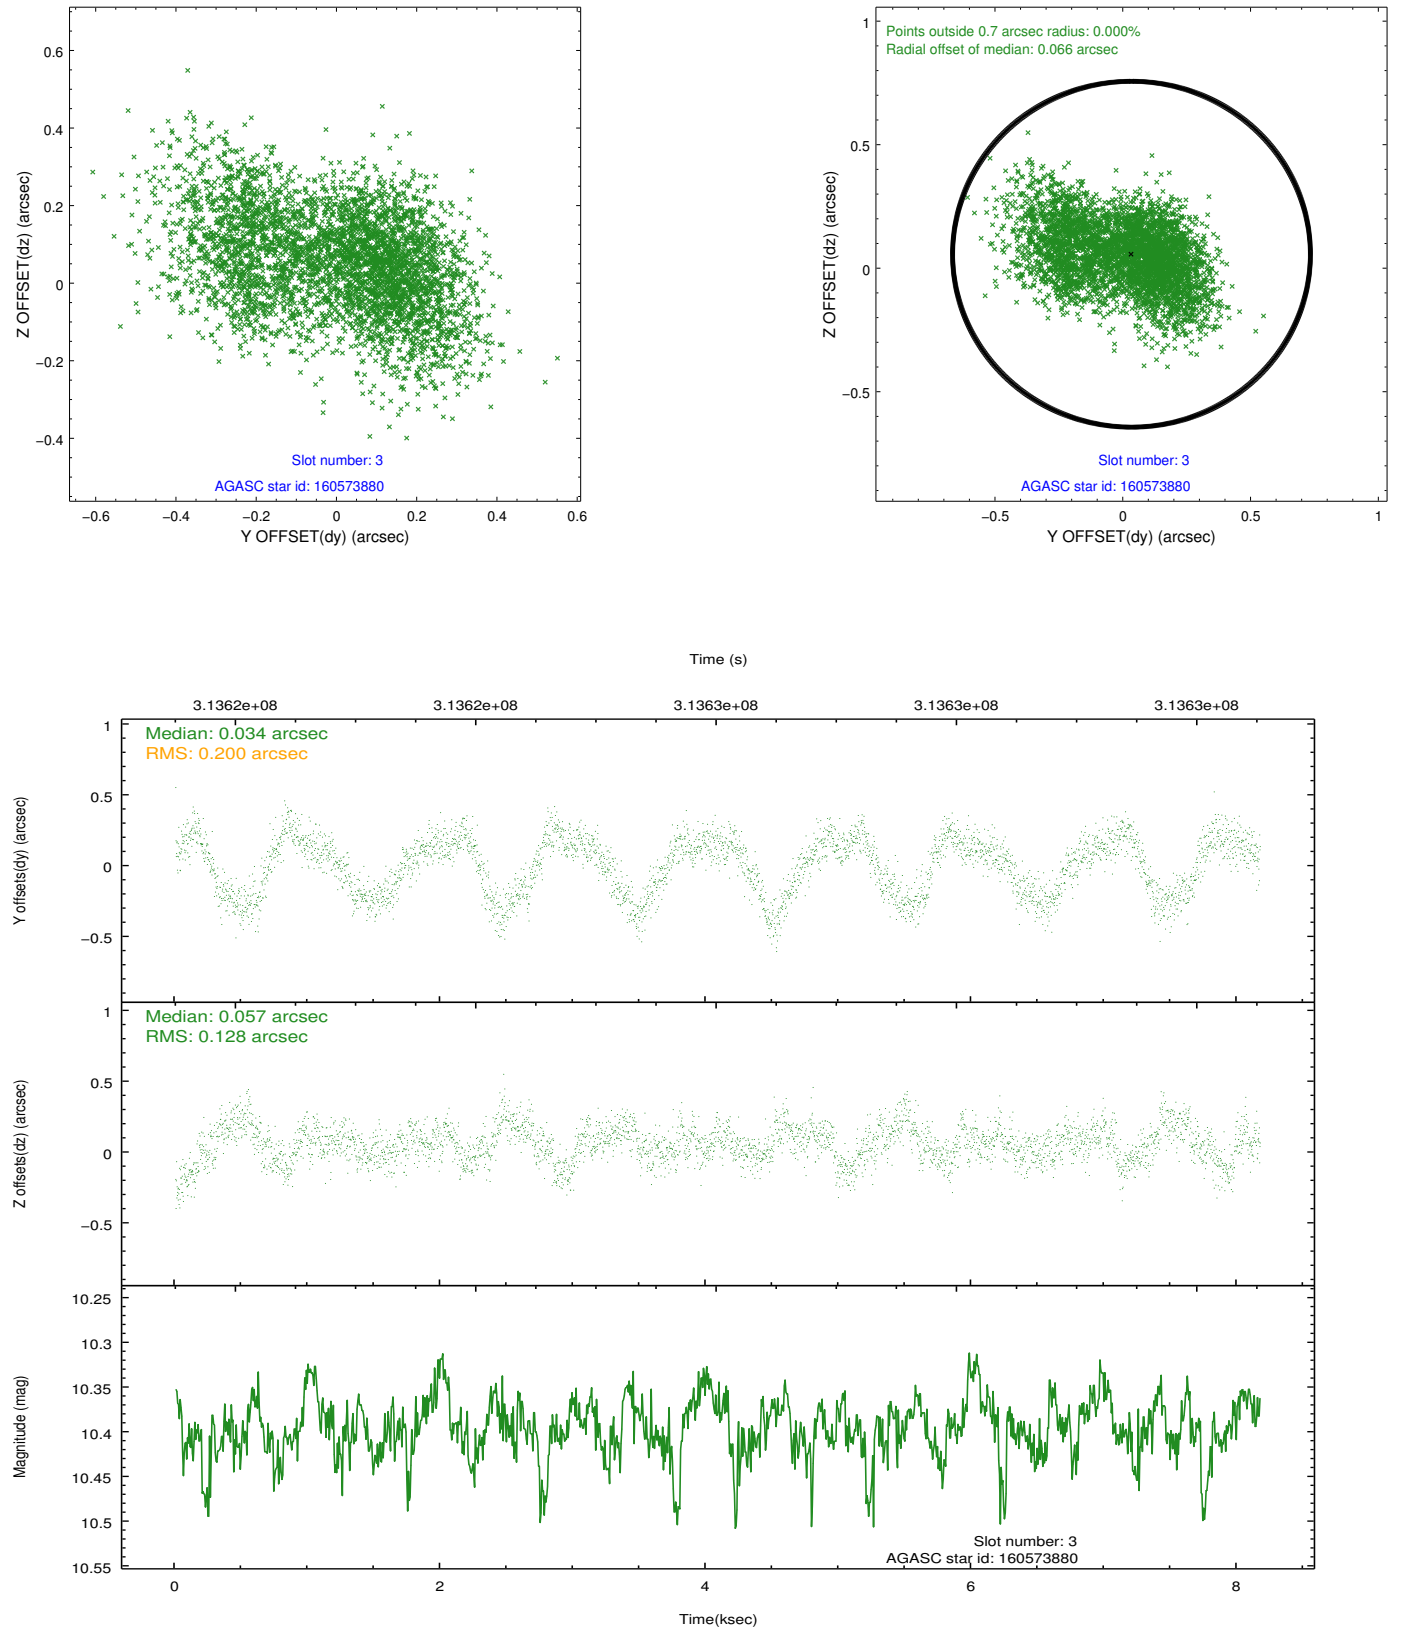 0.6
0.4
0.2
0
−0.2
−0.4
Z OFFSET(dz) (arcsec)
Slot number: 3
AGASC star id: 160573880
−0.6 −0.4 −0.2 0 0.2 0.4 0.6
Y OFFSET(dy) (arcsec)
Points outside 0.7 arcsec radius: 0.000%
Radial offset of median: 0.066 arcsec
1
0.5
0
−0.5
Z OFFSET(dz) (arcsec)
Slot number: 3
AGASC star id: 160573880
−0.5 0 0.5 1
Y OFFSET(dy) (arcsec)
Time (s)
3.1362e+08 3.1362e+08 3.1363e+08 3.1363e+08 3.1363e+08
Median: 0.034 arcsec
RMS: 0.200 arcsec
1
0.5
0
−0.5
Y offsets(dy) (arcsec)
Median: 0.057 arcsec
RMS: 0.128 arcsec
1
0.5
0
−0.5
Z offsets(dz) (arcsec)
10.25
10.3
10.35
10.4
10.45
10.5
10.55
Magnitude (mag)
Slot number: 3
AGASC star id: 160573880
0 2 4 6 8
Time(ksec)